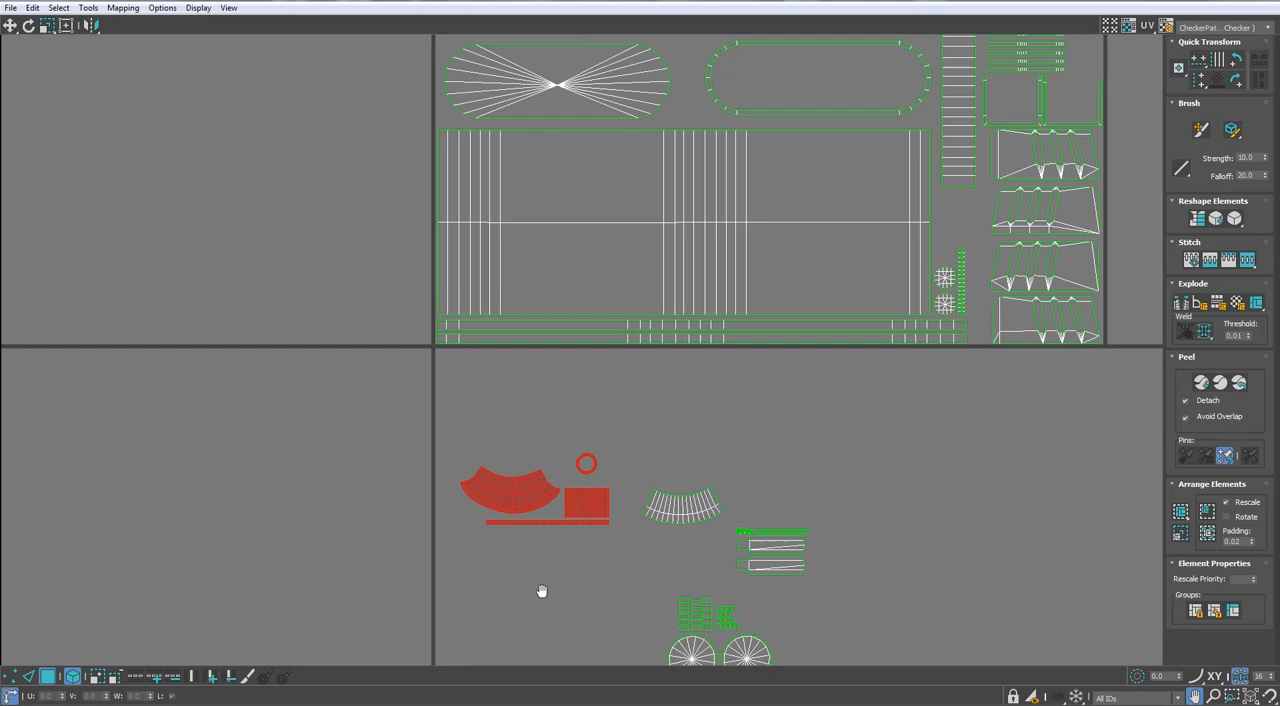 File Edit Select Tools Mapping Options Display View
UV CheckerPat... Checker )
Quick Transform
Brush
Strength: 10.0
Falloff: 20.0
Reshape Elements
Stitch
Explode
Weld Threshold:
0.01
Peel
Detach
Avoid Overlap
Pins:
Arrange Elements
Rescale
Rotate
Padding:
0.02
Element Properties
Rescale Priority:
Groups:
0.0 XY 16
U: 0.0 V: 0.0 W: 0.0 L: All IDs